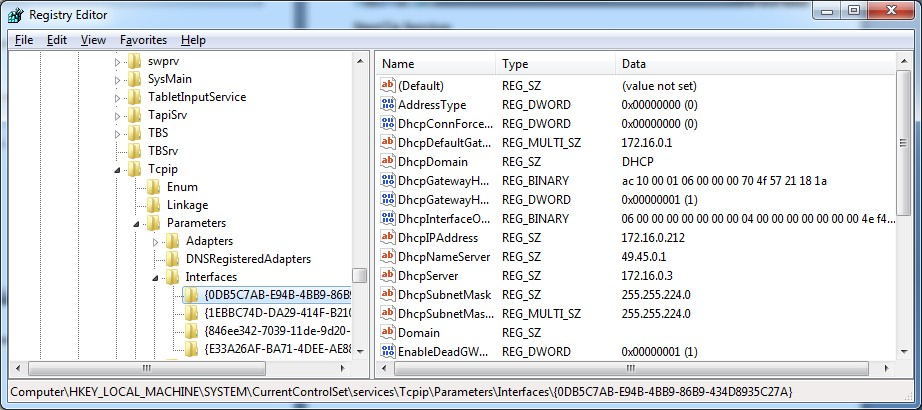 Registry Editor
File Edit View Favorites Help
swprv
SysMain
TabletInputService
TapiSrv
TBS
TBSrv
Tcpip
Enum
Linkage
Parameters
Adapters
DNSRegisteredAdapters
Interfaces
{0DB5C7AB-E94B-4BB9-86B9
{1EBBC74D-DA29-414F-B210
{846ee342-7039-11de-9d20-
{E33A26AF-BA71-4DEE-AE88
Name Type Data
(Default) REG_SZ (value not set)
AddressType REG_DWORD 0x00000000 (0)
DhcpConnForce... REG_DWORD 0x00000000 (0)
DhcpDefaultGat... REG_MULTI_SZ 172.16.0.1
DhcpDomain REG_SZ DHCP
DhcpGatewayH... REG_BINARY ac 10 00 01 06 00 00 00 70 4f 57 21 18 1a
DhcpGatewayH... REG_DWORD 0x00000001 (1)
DhcpInterfaceO... REG_BINARY 06 00 00 00 00 00 00 00 04 00 00 00 00 00 00 00 4e f4...
DhcpIPAddress REG_SZ 172.16.0.212
DhcpNameServer REG_SZ 49.45.0.1
DhcpServer REG_SZ 172.16.0.3
DhcpSubnetMask REG_SZ 255.255.224.0
DhcpSubnetMas... REG_MULTI_SZ 255.255.224.0
Domain REG_SZ
EnableDeadGW... REG_DWORD 0x00000001 (1)
Computer\HKEY_LOCAL_MACHINE\SYSTEM\CurrentControlSet\services\Tcpip\Parameters\Interfaces\{0DB5C7AB-E94B-4BB9-86B9-434D8935C27A}